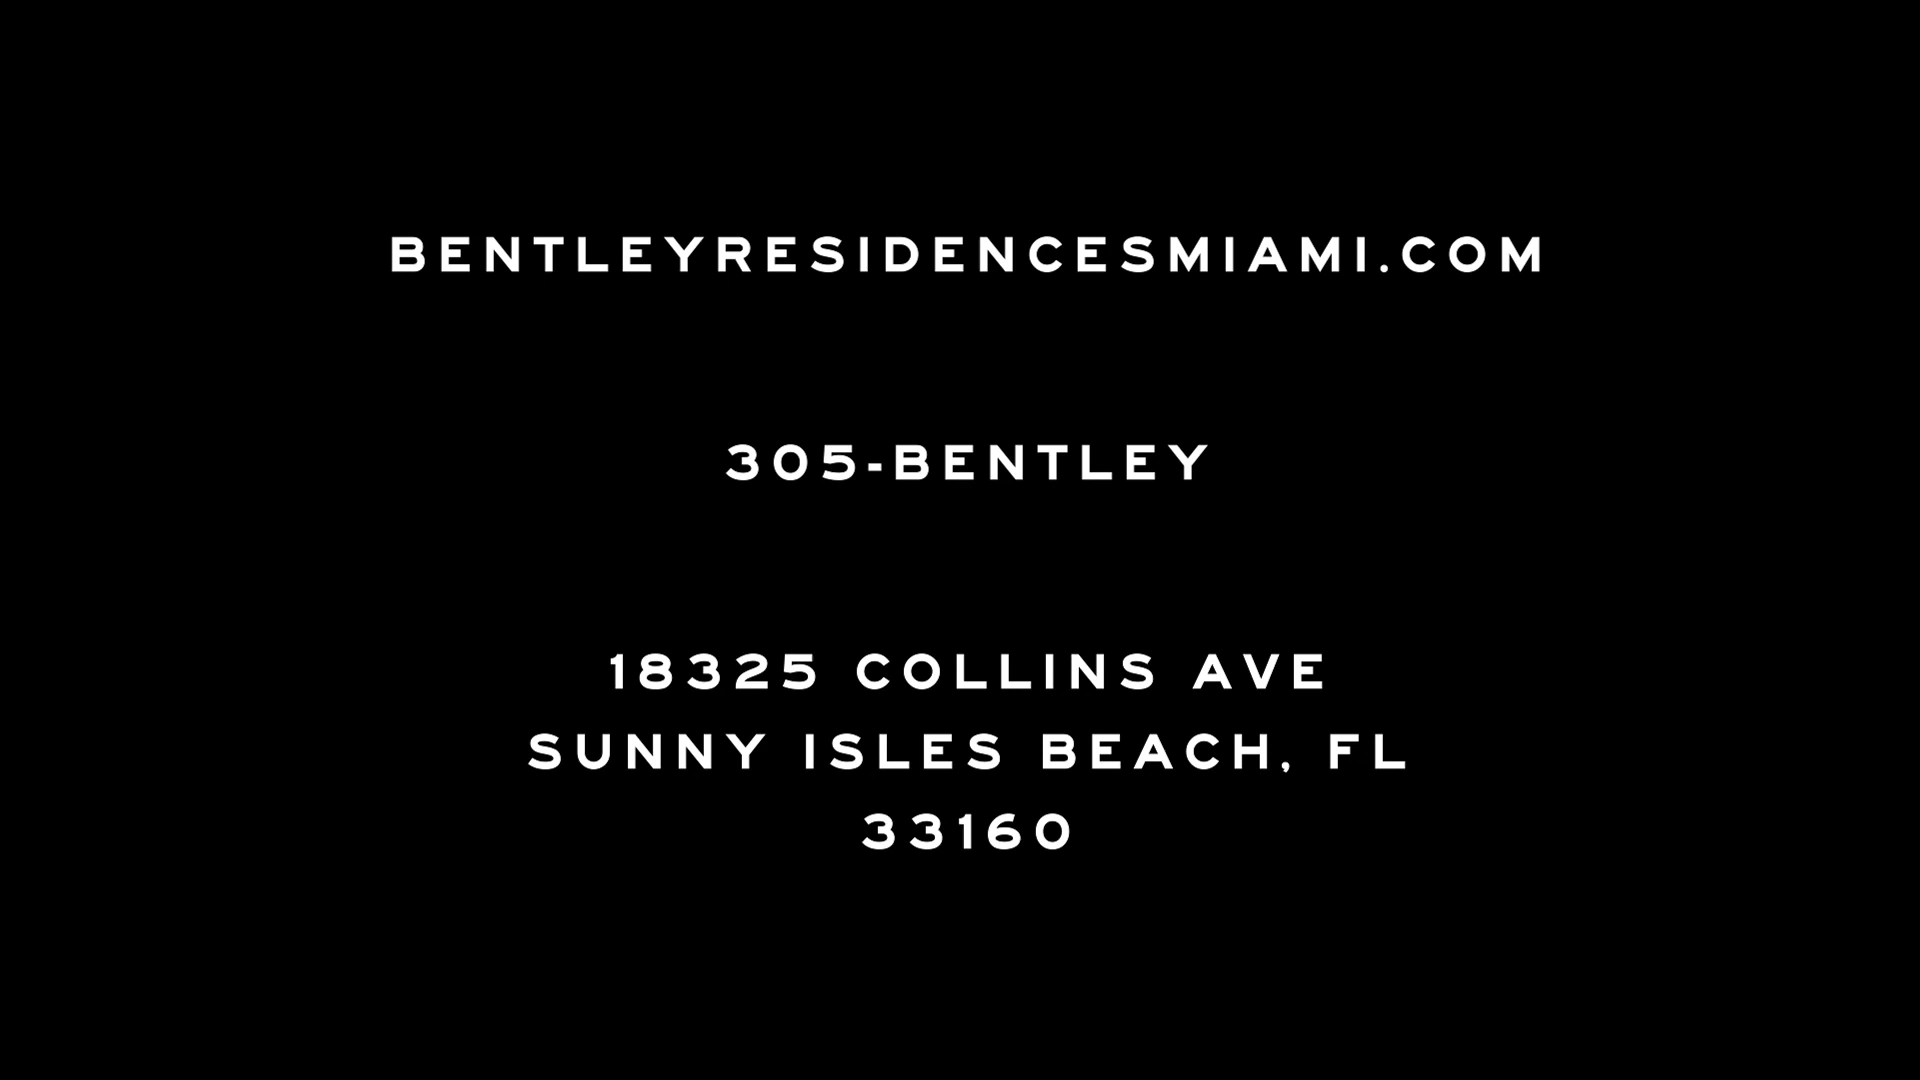 BENTLEYRESIDENCESMIAMI.COM
305-BENTLEY
18325 COLLINS AVE
SUNNY ISLES BEACH, FL
33160